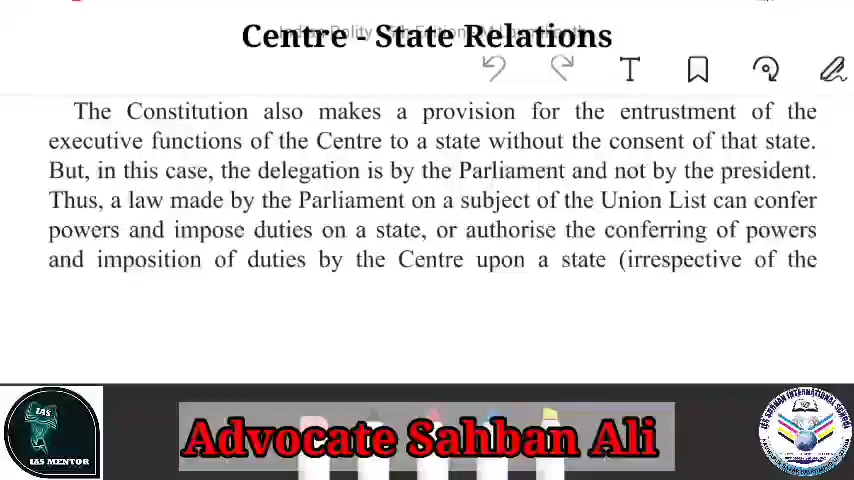 Centre - State Relations
The Constitution also makes a provision for the entrustment of the
executive functions of the Centre to a state without the consent of that state.
But, in this case, the delegation is by the Parliament and not by the president.
Thus, a law made by the Parliament on a subject of the Union List can confer
powers and impose duties on a state, or authorise the conferring of powers
and imposition of duties by the Centre upon a state (irrespective of the
Advocate Sahban Ali
IAS
IAS MENTOR